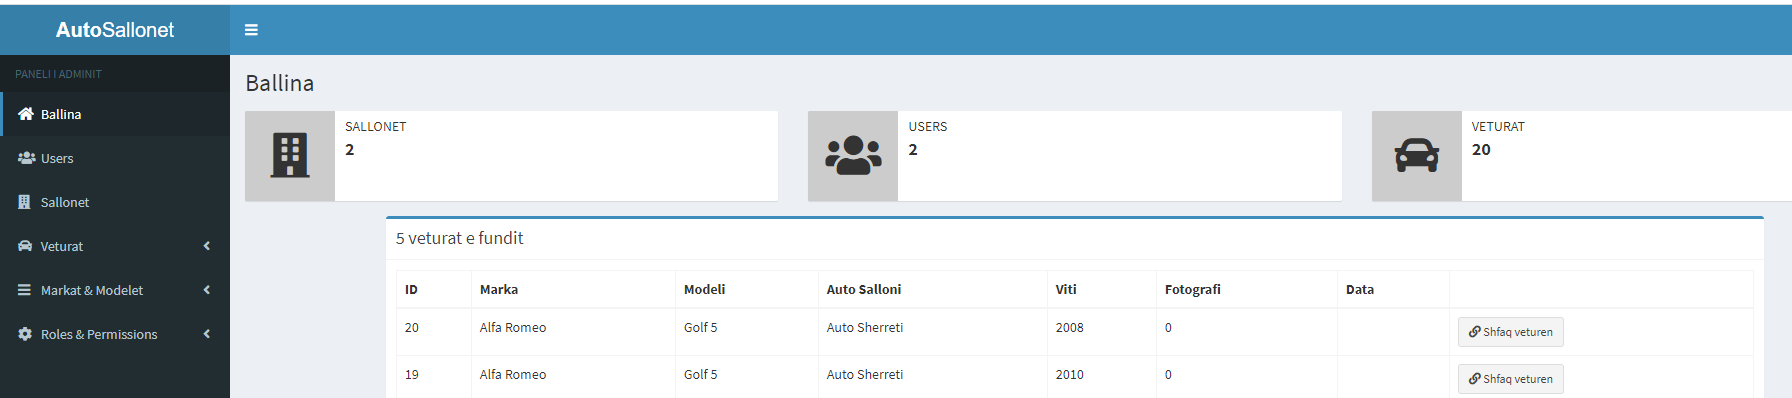 AutoSallonet
PANELI I ADMINIT
Ballina
Users
Sallonet
Veturat
Markat & Modelet
Roles & Permissions
Ballina
SALLONET
2
USERS
2
VETURAT
20
5 veturat e fundit
ID Marka Modeli Auto Salloni Viti Fotografi Data
20 Alfa Romeo Golf 5 Auto Sherreti 2008 0 Shfaq veturen
19 Alfa Romeo Golf 5 Auto Sherreti 2010 0 Shfaq veturen